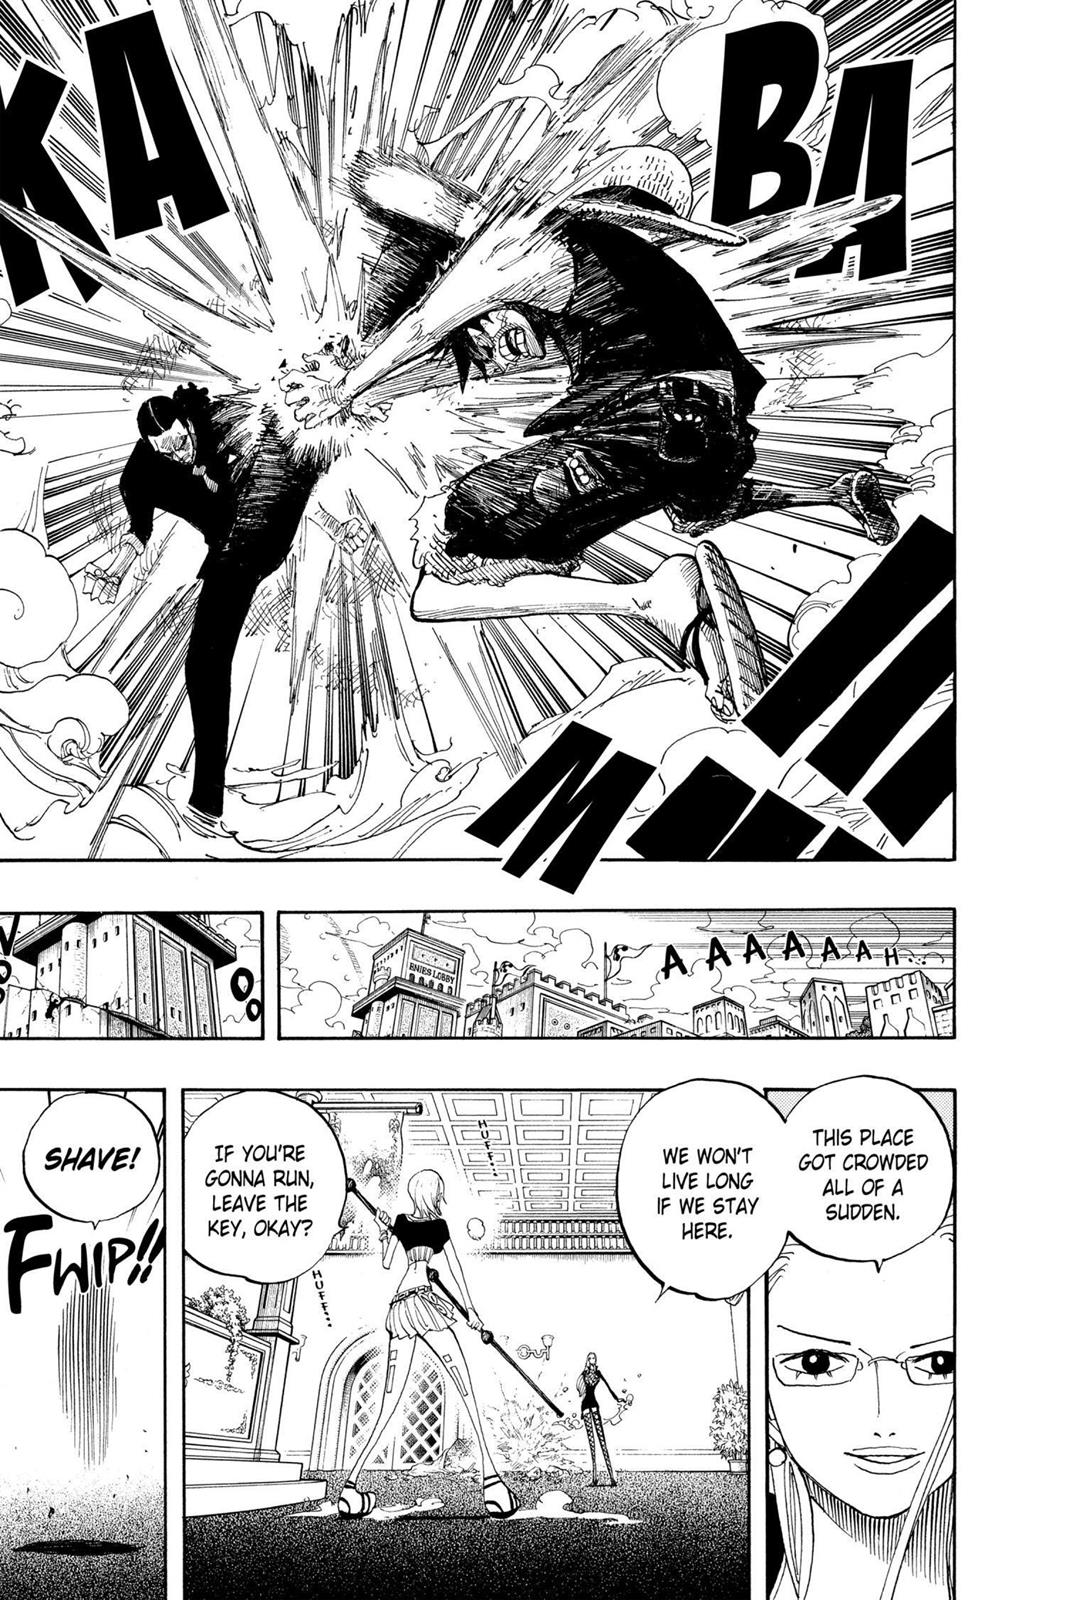 BA
KA
M
AAAAAAH...
ENIES LOBBY
THIS PLACE
GOT CROWDED
ALL OF A
SUDDEN.
WE WON'T
LIVE LONG
IF WE STAY
HERE.
HUFF...
HUFF...
IF YOU'RE
GONNA RUN,
LEAVE THE
KEY, OKAY?
SHAVE!
FWIP!!